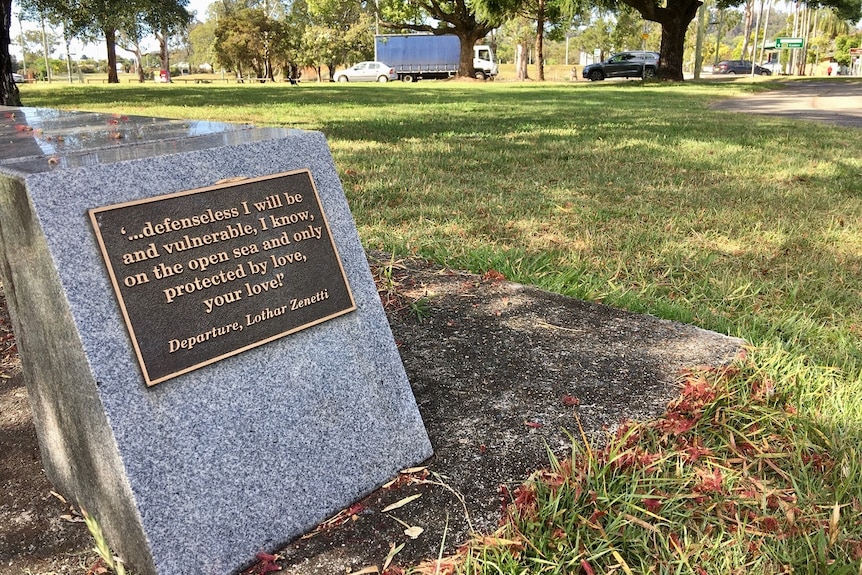 ‘...defenseless I will be
and vulnerable, I know,
on the open sea and only
protected by love,
your love!’
Departure, Lothar Zenetti